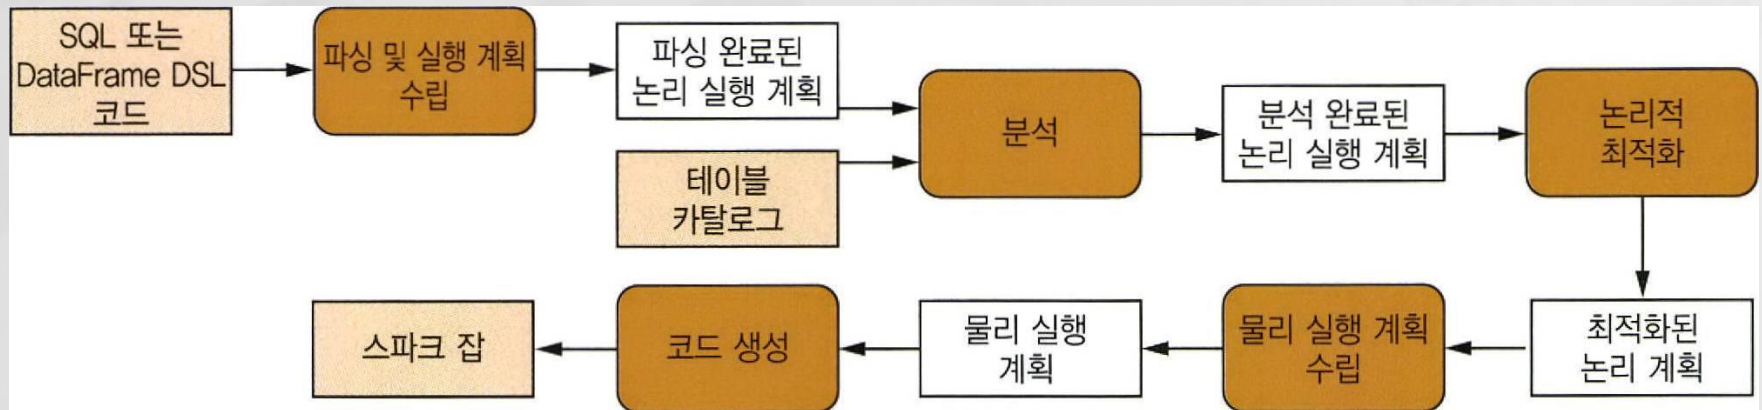 SQL 또는
DataFrame DSL
코드
파싱 및 실행 계획
수립
파싱 완료된
논리 실행 계획
테이블
카탈로그
분석
분석 완료된
논리 실행 계획
논리적
최적화
최적화된
논리 계획
물리 실행 계획
수립
물리 실행
계획
코드 생성
스파크 잡